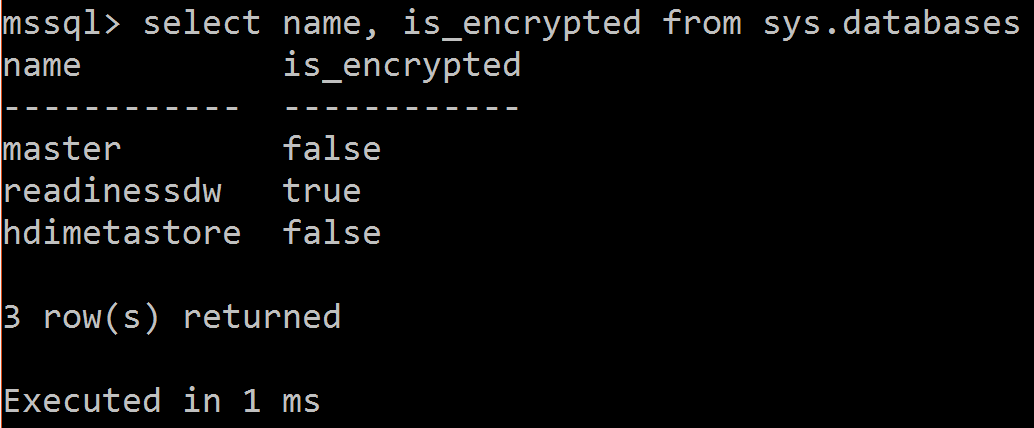 mssql> select name, is_encrypted from sys.databases
name          is_encrypted
------------  ------------
master        false
readinessdw   true
hdimetastore  false
3 row(s) returned
Executed in 1 ms